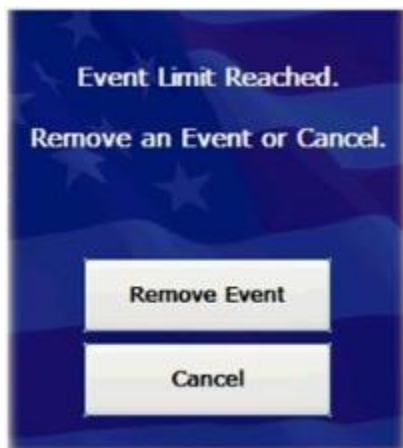 Event Limit Reached.
Remove an Event or Cancel.
Remove Event
Cancel